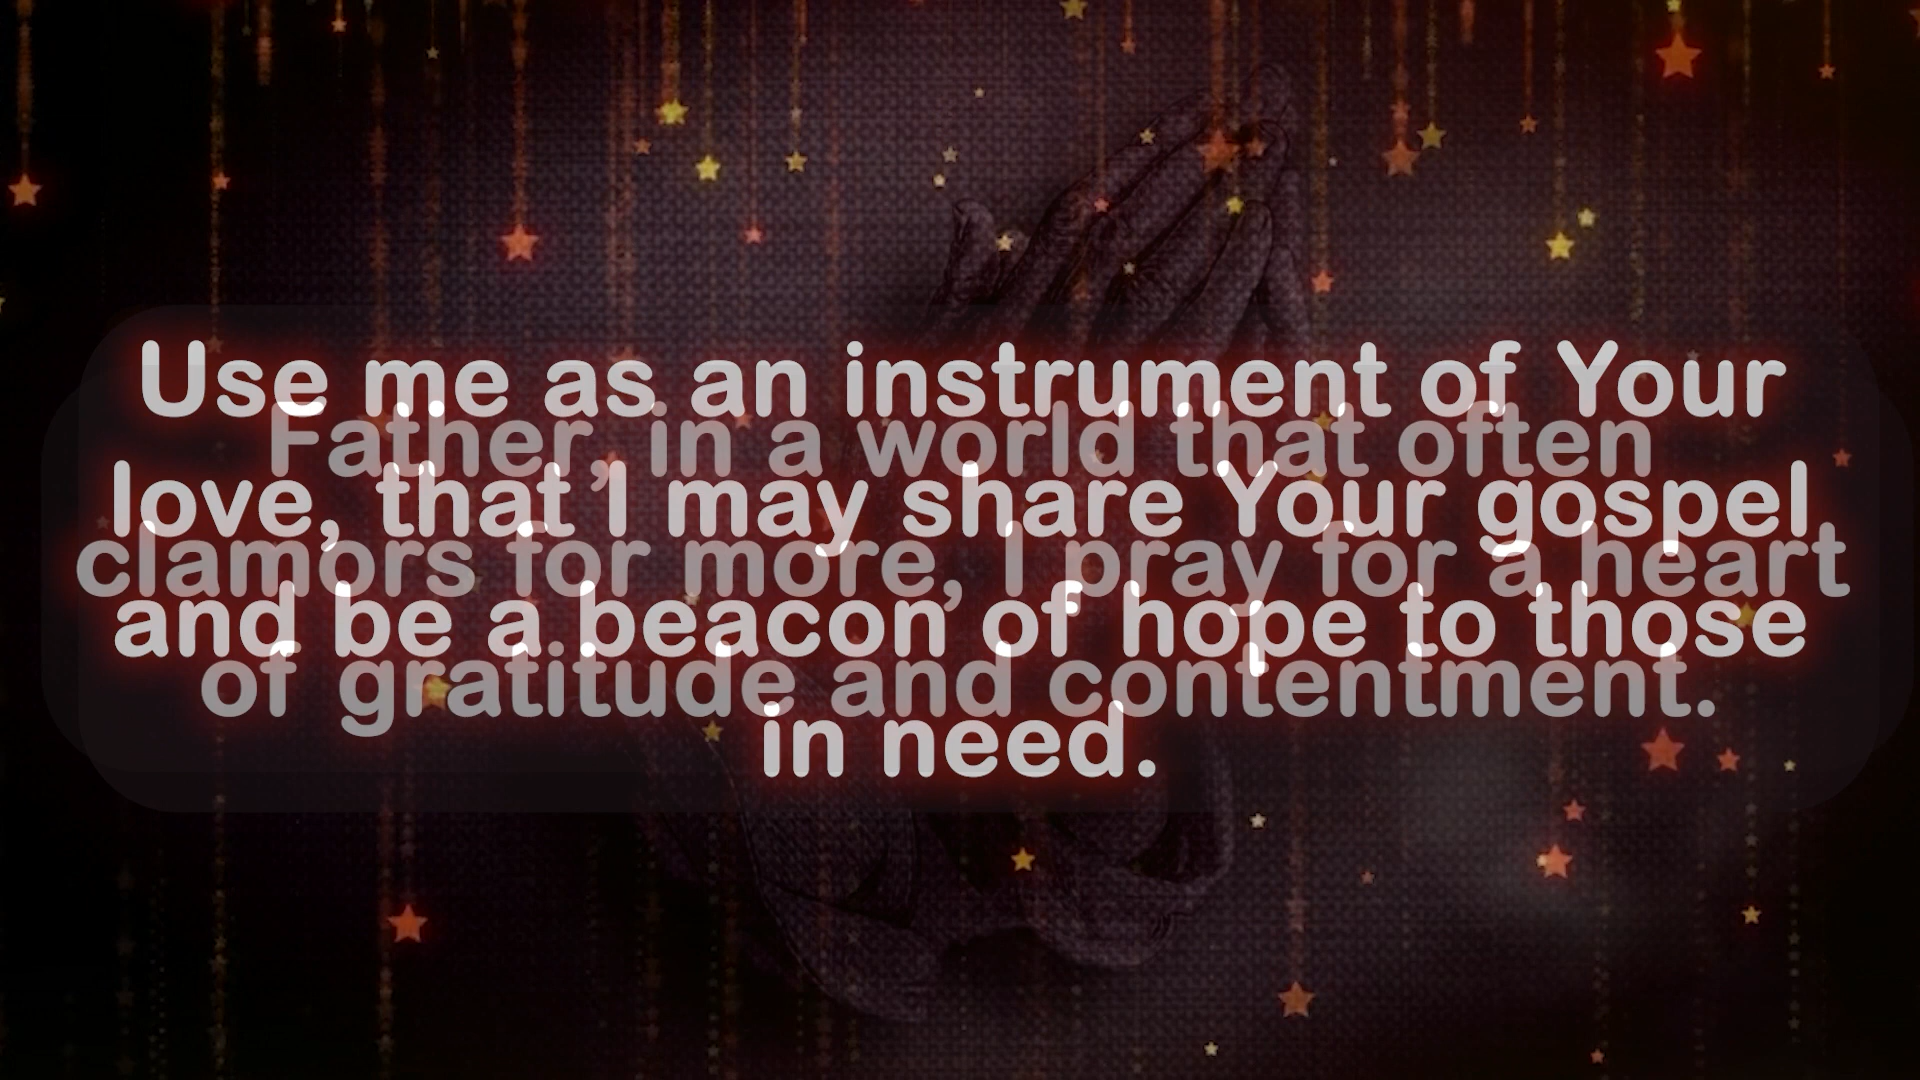 Use me as an instrument of Your
love, that I may share Your gospel
and be a beacon of hope to those
in need.
Father, in a world that often
clamors for more, I pray for a heart
of gratitude and contentment.